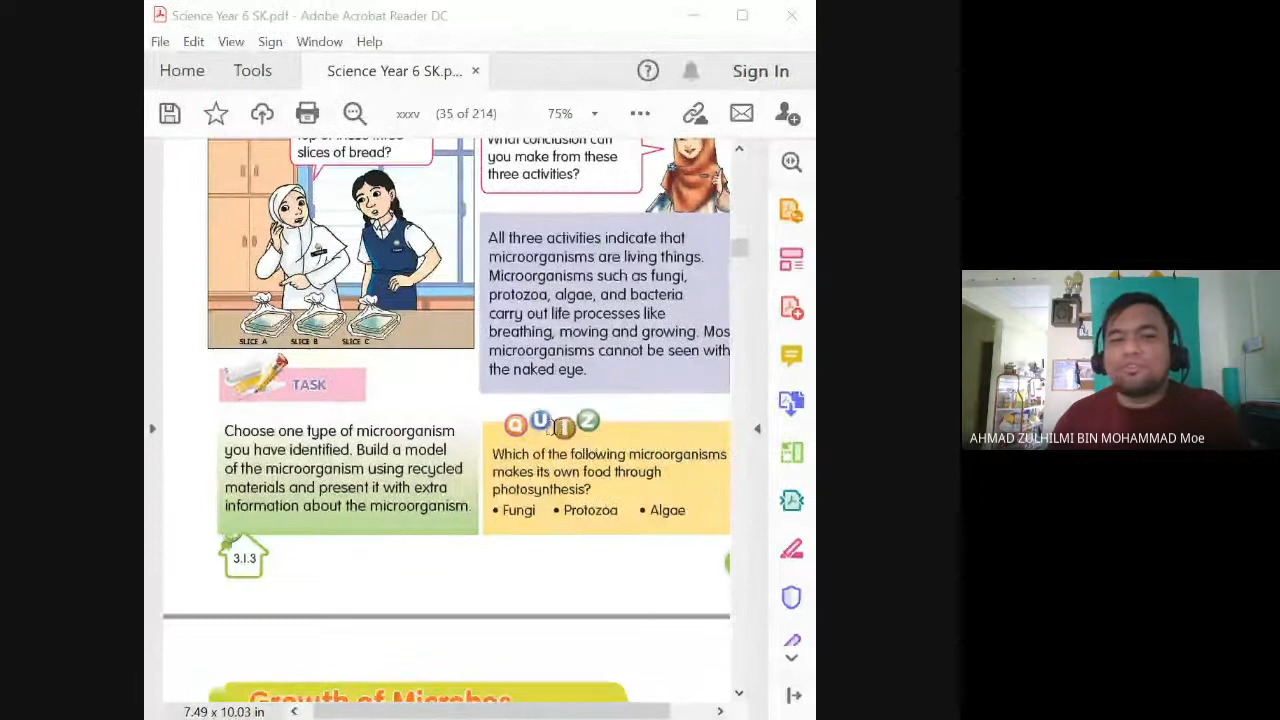 Science Year 6 SK.pdf - Adobe Acrobat Reader DC
File Edit View Sign Window Help
Home Tools Science Year 6 SK.p... × Sign In
xxxv (35 of 214) 75%
slices of bread?
What conclusion can
you make from these
three activities?
SLICE A SLICE B SLICE C
All three activities indicate that
microorganisms are living things.
Microorganisms such as fungi,
protozoa, algae, and bacteria
carry out life processes like
breathing, moving and growing. Mos
microorganisms cannot be seen with
the naked eye.
TASK
Choose one type of microorganism
you have identified. Build a model
of the microorganism using recycled
materials and present it with extra
information about the microorganism.
QUIZ
Which of the following microorganisms
makes its own food through
photosynthesis?
• Fungi • Protozoa • Algae
3.1.3
Growth of Microbes
7.49 x 10.03 in
AHMAD ZULHILMI BIN MOHAMMAD Moe